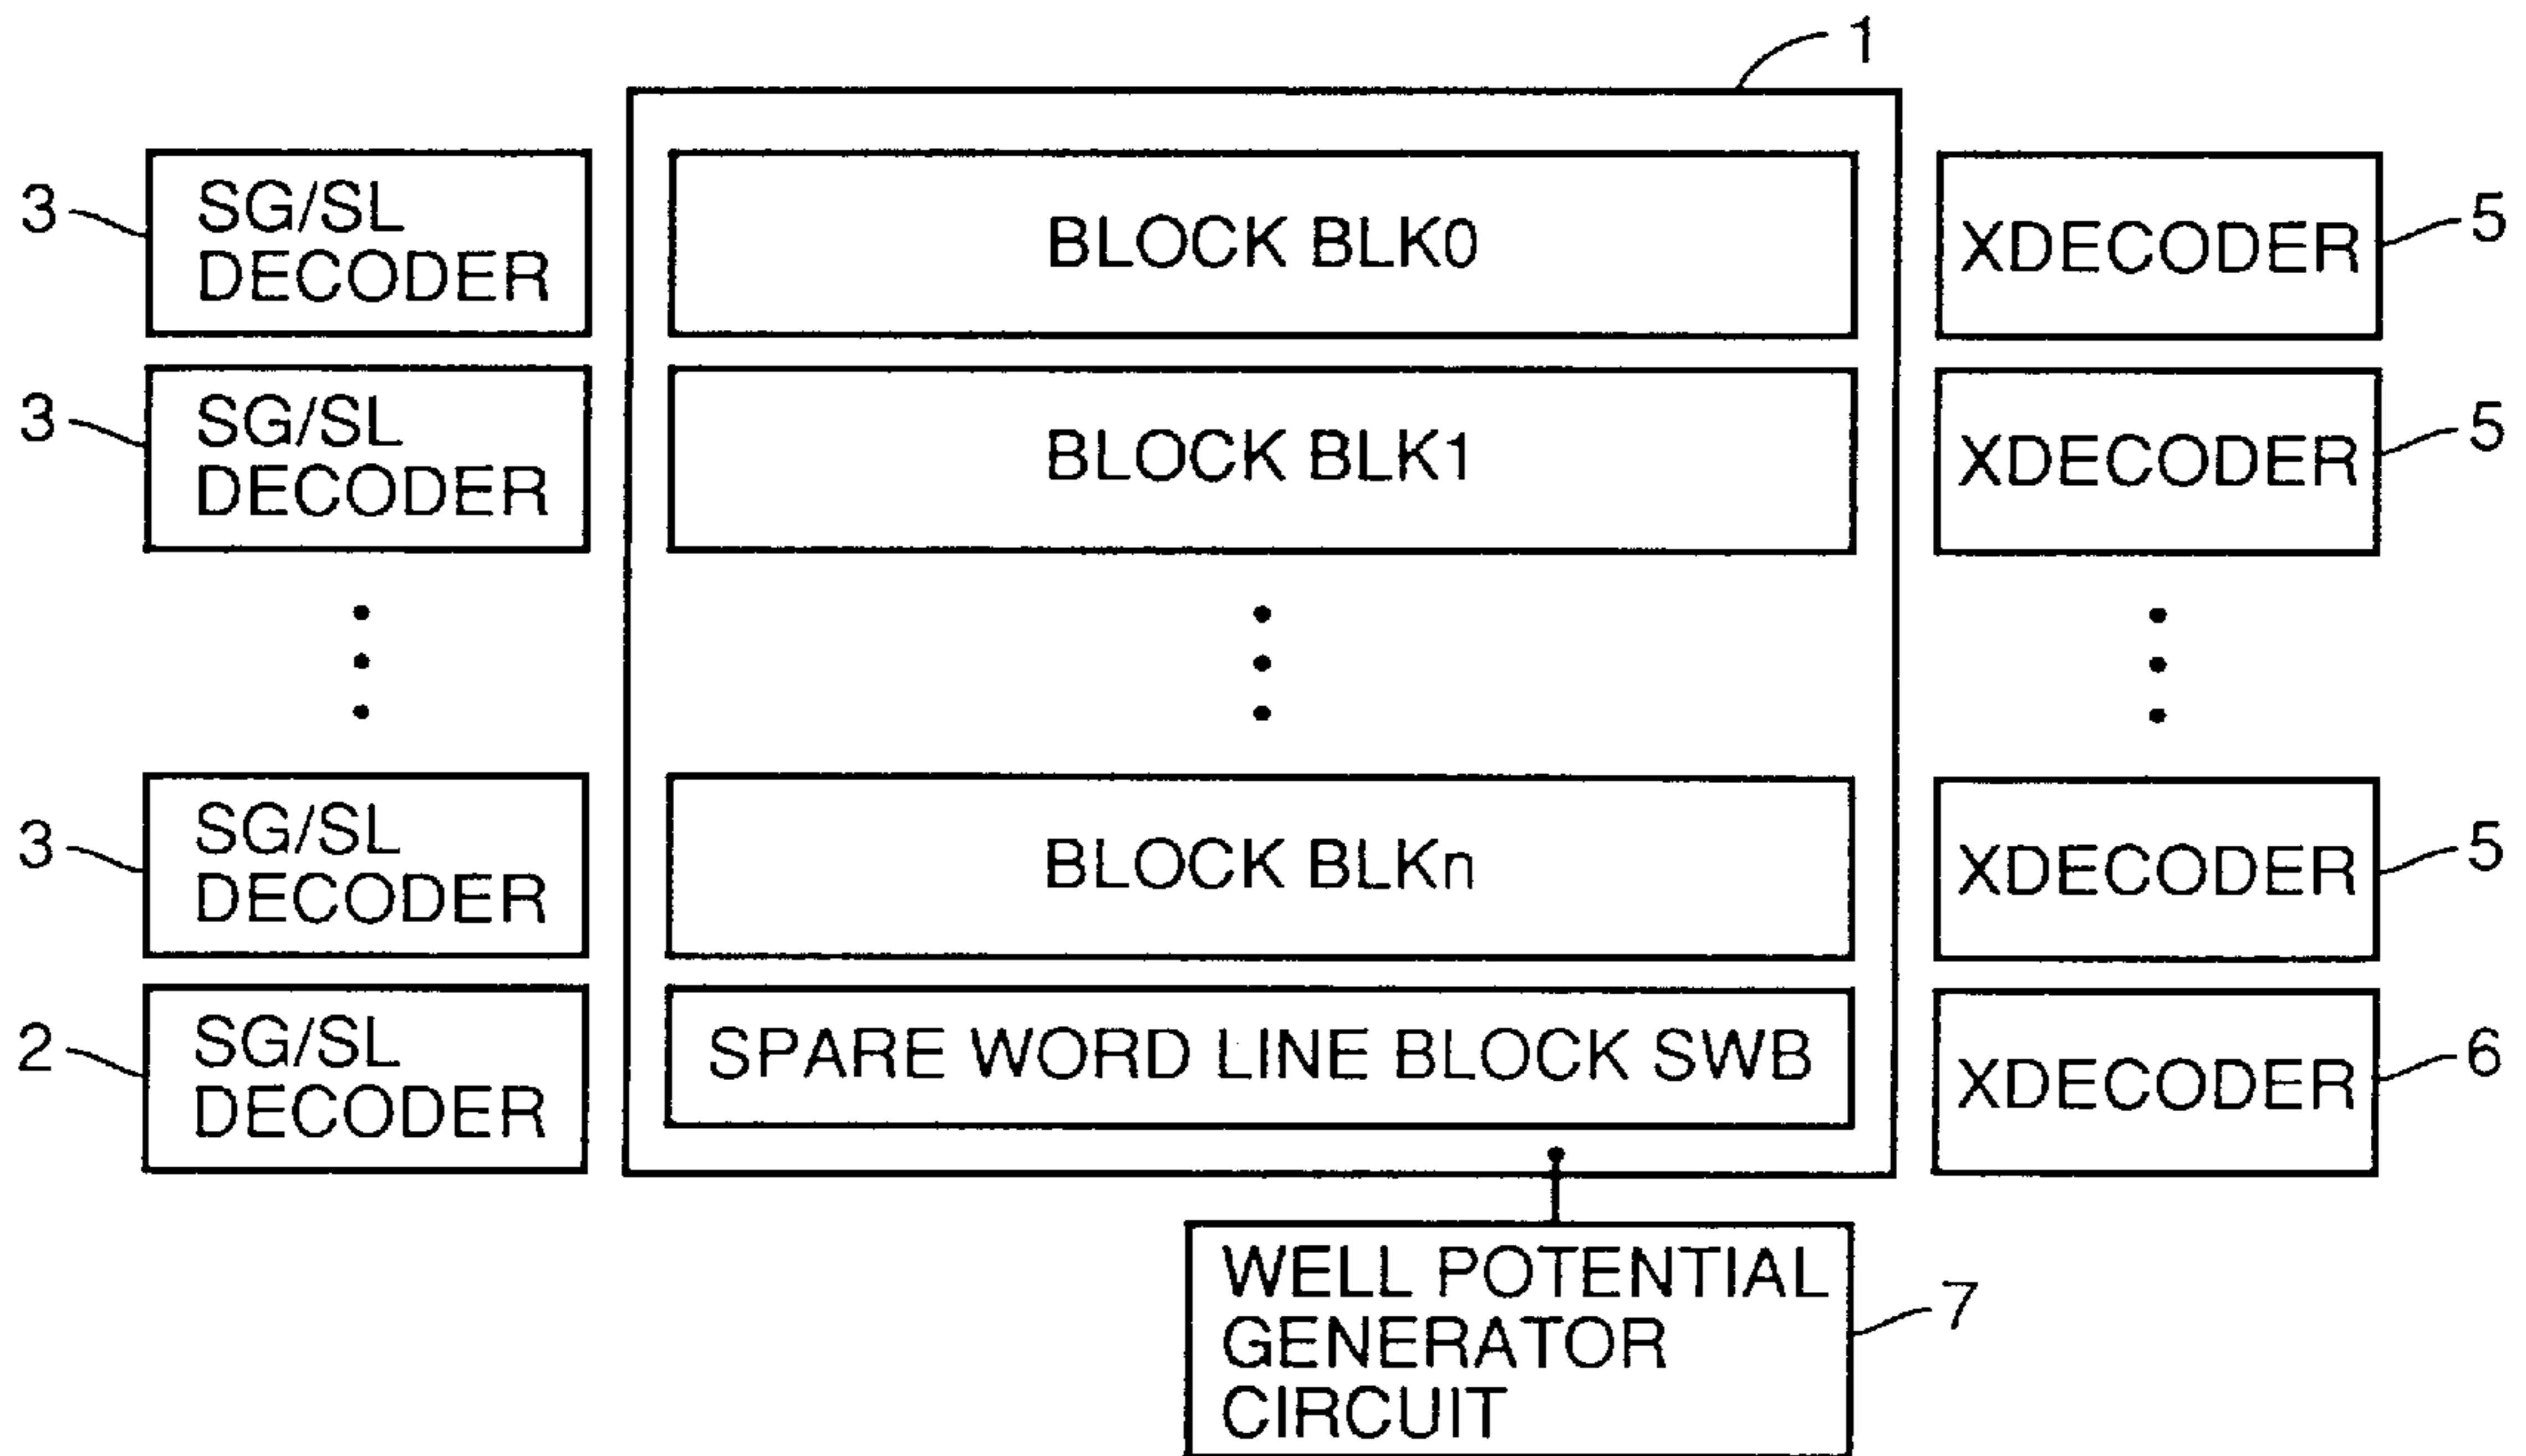 1
3
SG/SL
DECODER
BLOCK BLK0
XDECODER
5
3
SG/SL
DECODER
BLOCK BLK1
XDECODER
5
3
SG/SL
DECODER
BLOCK BLKn
XDECODER
5
2
SG/SL
DECODER
SPARE WORD LINE BLOCK SWB
XDECODER
6
WELL POTENTIAL
GENERATOR
CIRCUIT
7